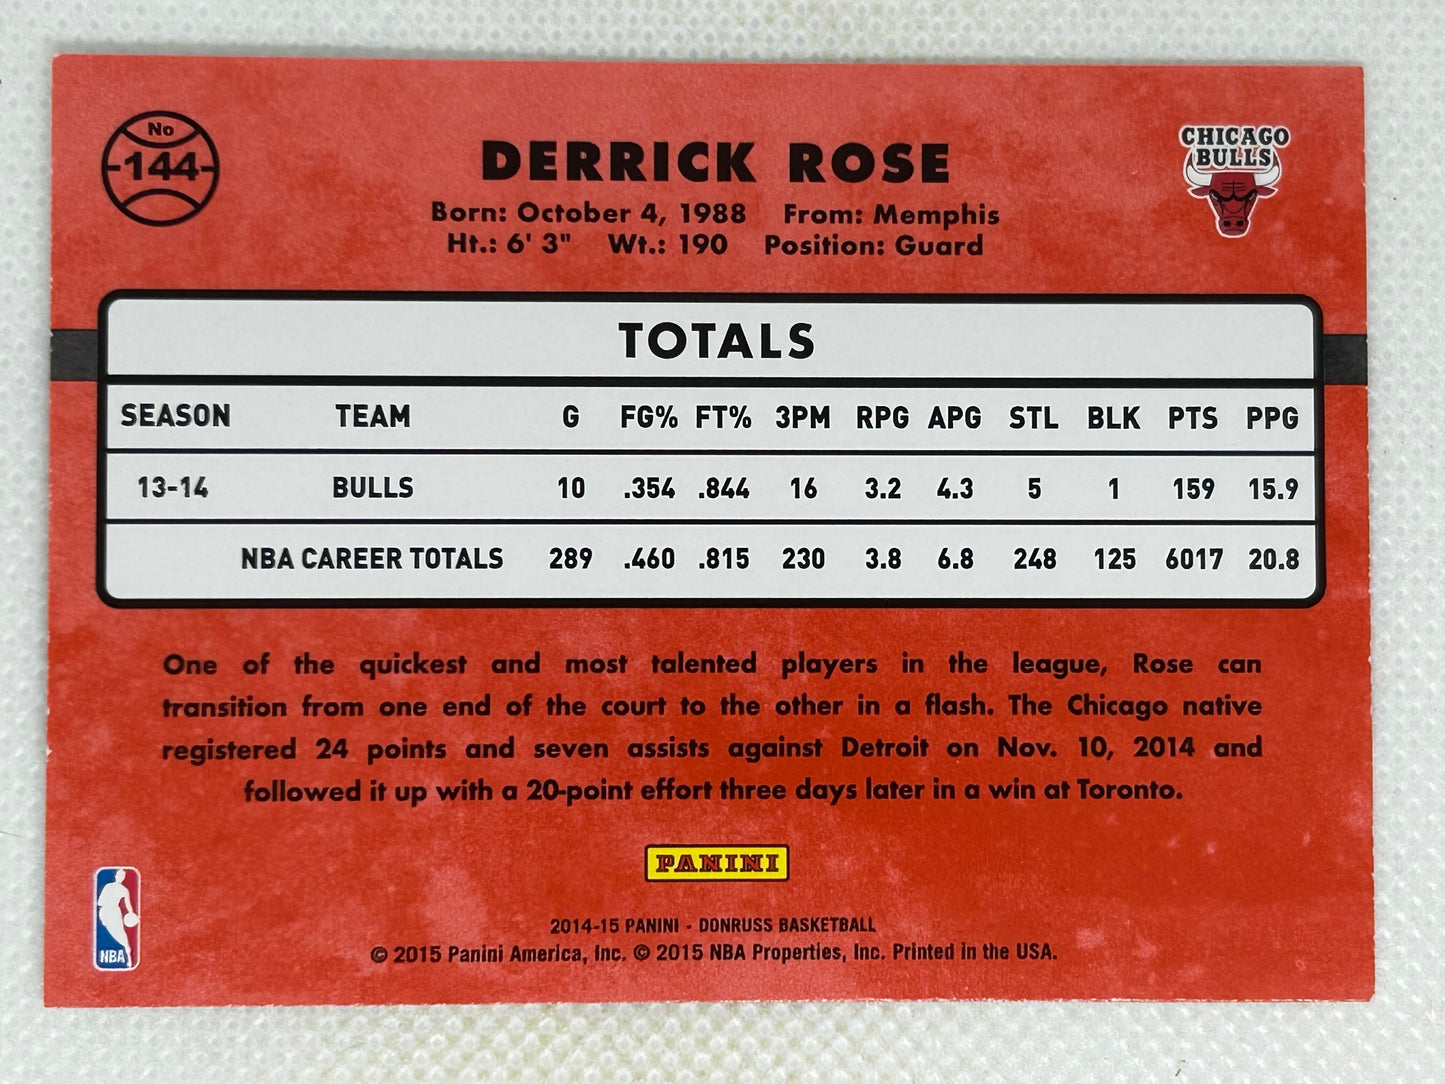 No
144
DERRICK ROSE
CHICAGO
BULLS
Born: October 4, 1988 From: Memphis
Ht.: 6' 3" Wt.: 190 Position: Guard
TOTALS
SEASON TEAM G FG% FT% 3PM RPG APG STL BLK PTS PPG
13-14 BULLS 10 .354 .844 16 3.2 4.3 5 1 159 15.9
NBA CAREER TOTALS 289 .460 .815 230 3.8 6.8 248 125 6017 20.8
One of the quickest and most talented players in the league, Rose can
transition from one end of the court to the other in a flash. The Chicago native
registered 24 points and seven assists against Detroit on Nov. 10, 2014 and
followed it up with a 20-point effort three days later in a win at Toronto.
PANINI
NBA
2014-15 PANINI - DONRUSS BASKETBALL
© 2015 Panini America, Inc. © 2015 NBA Properties, Inc. Printed in the USA.